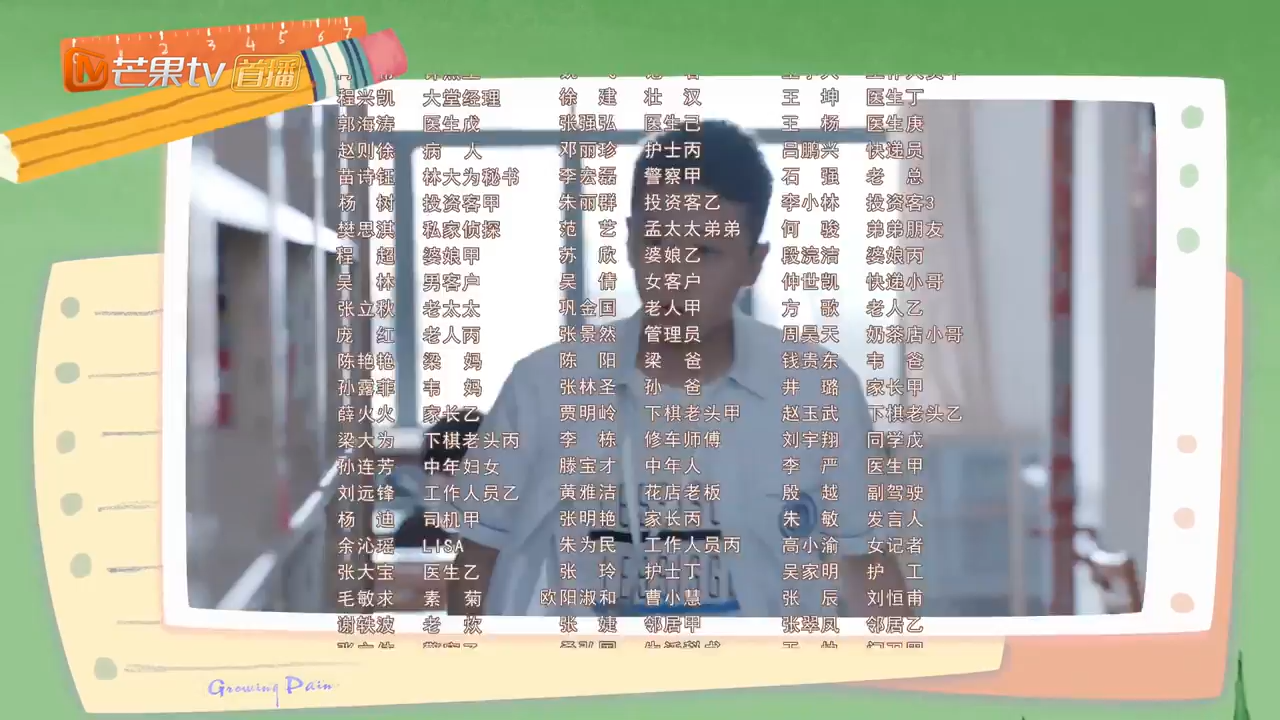 1 2 3 4 5 6 7
芒果tv 首播
程兴凯 大堂经理 徐 建 壮 汉 王 坤 医生丁
郭海涛 医生戊 张强弘 医生己 王 杨 医生庚
赵则徐 病 人 邓丽珍 护士丙 吕鹏兴 快递员
苗诗钰 林大为秘书 李宏磊 警察甲 石 强 老 总
杨 树 投资客甲 朱丽群 投资客乙 李小林 投资客3
樊思淇 私家侦探 范 艺 孟太太弟弟 何 骏 弟弟朋友
程 超 婆娘甲 苏 欣 婆娘乙 段浣洁 婆娘丙
吴 林 男客户 吴 倩 女客户 仲世凯 快递小哥
张立秋 老太太 巩金国 老人甲 方 歌 老人乙
庞 红 老人丙 张景然 管理员 周昊天 奶茶店小哥
陈艳艳 梁 妈 陈 阳 梁 爸 钱贵东 韦 爸
孙露菲 韦 妈 张林圣 孙 爸 井 璐 家长甲
薛火火 家长乙 贾明岭 下棋老头甲 赵玉武 下棋老头乙
梁大为 下棋老头丙 李 栋 修车师傅 刘宇翔 同学戊
孙连芳 中年妇女 滕宝才 中年人 李 严 医生甲
刘远锋 工作人员乙 黄雅洁 花店老板 殷 越 副驾驶
杨 迪 司机甲 张明艳 家长丙 朱 敏 发言人
余沁瑶 LISA 朱为民 工作人员丙 高小渝 女记者
张大宝 医生乙 张 玲 护士丁 吴家明 护 工
毛敏求 素 菊 欧阳淑和 曹小慧 张 辰 刘恒甫
谢轶波 老 炊 张 婕 邻居甲 张翠凤 邻居乙
Growing Pain